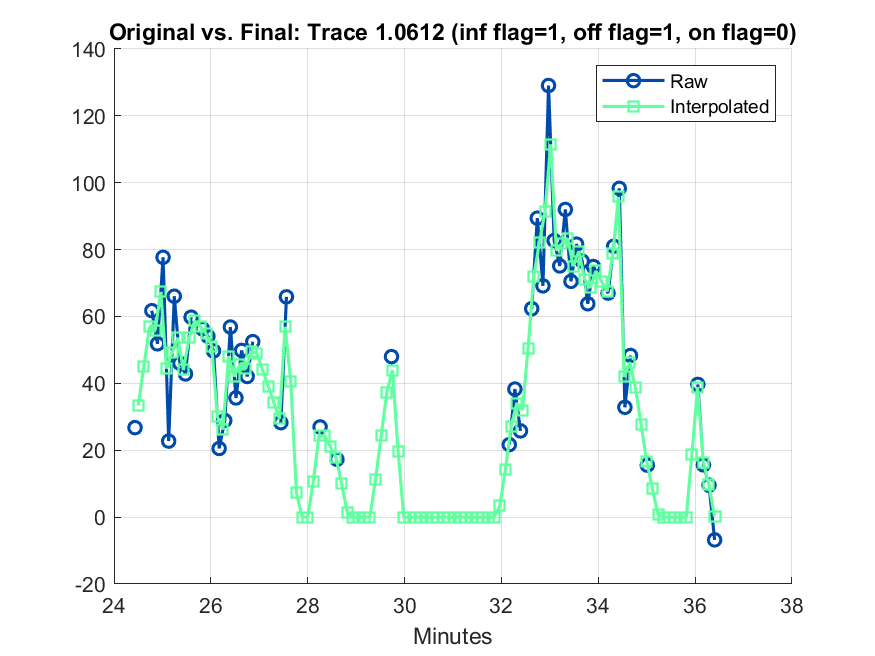 Original vs. Final: Trace 1.0612 (inf flag=1, off flag=1, on flag=0)
Raw
Interpolated
140
120
100
80
60
40
20
0
-20
24 26 28 30 32 34 36 38
Minutes